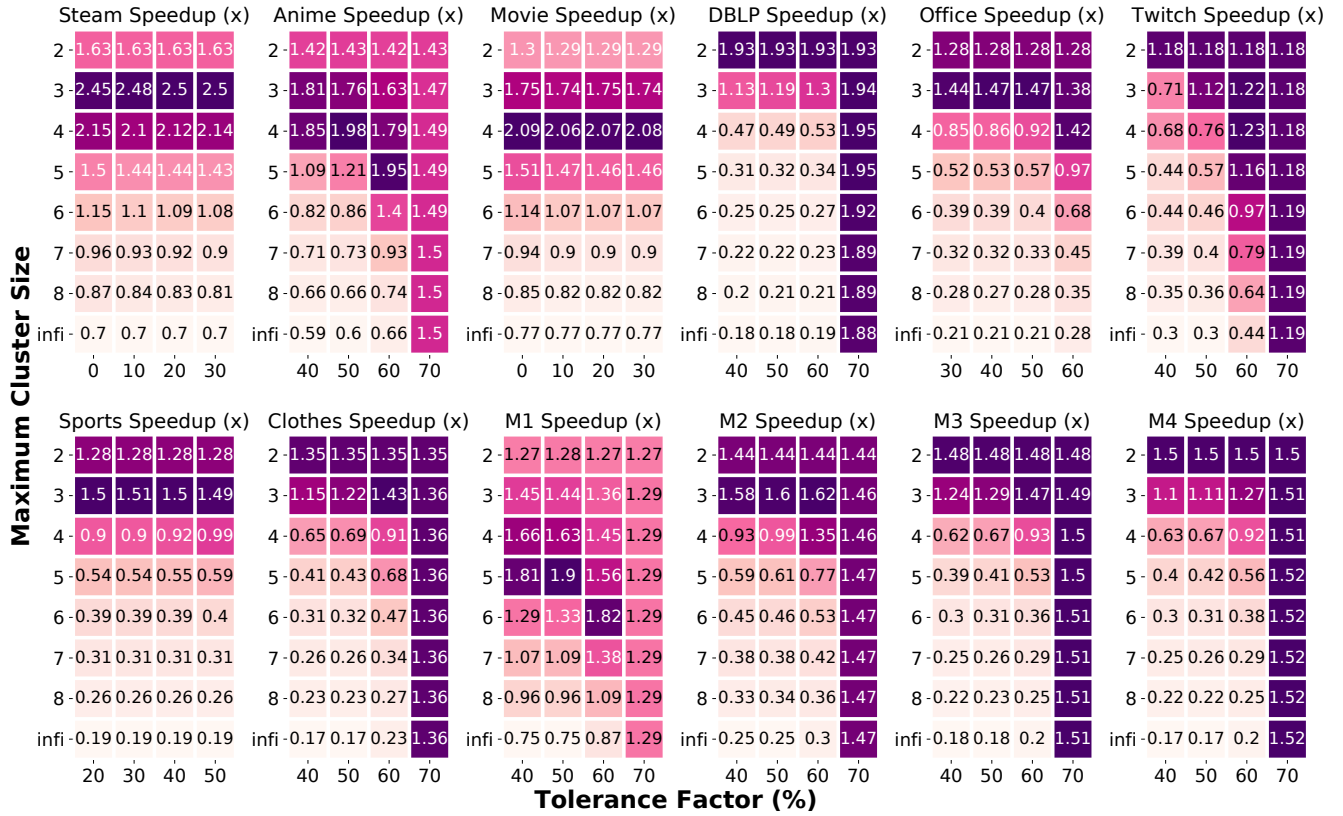 Steam Speedup (x) Anime Speedup (x) Movie Speedup (x) DBLP Speedup (x) Office Speedup (x) Twitch Speedup (x)
2 1.63 1.63 1.63 1.63 2 1.42 1.43 1.42 1.43 2 1.3 1.29 1.29 1.29 2 1.93 1.93 1.93 1.93 2 1.28 1.28 1.28 1.28 2 1.18 1.18 1.18 1.18
3 2.45 2.48 2.5 2.5 3 1.81 1.76 1.63 1.47 3 1.75 1.74 1.75 1.74 3 1.13 1.19 1.3 1.94 3 1.44 1.47 1.47 1.38 3 0.71 1.12 1.22 1.18
4 2.15 2.1 2.12 2.14 4 1.85 1.98 1.79 1.49 4 2.09 2.06 2.07 2.08 4 0.47 0.49 0.53 1.95 4 0.85 0.86 0.92 1.42 4 0.68 0.76 1.23 1.18
5 1.5 1.44 1.44 1.43 5 1.09 1.21 1.95 1.49 5 1.51 1.47 1.46 1.46 5 0.31 0.32 0.34 1.95 5 0.52 0.53 0.57 0.97 5 0.44 0.57 1.16 1.18
6 1.15 1.1 1.09 1.08 6 0.82 0.86 1.4 1.49 6 1.14 1.07 1.07 1.07 6 0.25 0.25 0.27 1.92 6 0.39 0.39 0.4 0.68 6 0.44 0.46 0.97 1.19
7 0.96 0.93 0.92 0.9 7 0.71 0.73 0.93 1.5 7 0.94 0.9 0.9 0.9 7 0.22 0.22 0.23 1.89 7 0.32 0.32 0.33 0.45 7 0.39 0.4 0.79 1.19
8 0.87 0.84 0.83 0.81 8 0.66 0.66 0.74 1.5 8 0.85 0.82 0.82 0.82 8 0.2 0.21 0.21 1.89 8 0.28 0.27 0.28 0.35 8 0.35 0.36 0.64 1.19
infi 0.7 0.7 0.7 0.7 infi 0.59 0.6 0.66 1.5 infi 0.77 0.77 0.77 0.77 infi 0.18 0.18 0.19 1.88 infi 0.21 0.21 0.21 0.28 infi 0.3 0.3 0.44 1.19
0 10 20 30 40 50 60 70 0 10 20 30 40 50 60 70 30 40 50 60 40 50 60 70
Maximum Cluster Size
Sports Speedup (x) Clothes Speedup (x) M1 Speedup (x) M2 Speedup (x) M3 Speedup (x) M4 Speedup (x)
2 1.28 1.28 1.28 1.28 2 1.35 1.35 1.35 1.35 2 1.27 1.28 1.27 1.27 2 1.44 1.44 1.44 1.44 2 1.48 1.48 1.48 1.48 2 1.5 1.5 1.5 1.5
3 1.5 1.51 1.5 1.49 3 1.15 1.22 1.43 1.36 3 1.45 1.44 1.36 1.29 3 1.58 1.6 1.62 1.46 3 1.24 1.29 1.47 1.49 3 1.1 1.11 1.27 1.51
4 0.9 0.9 0.92 0.99 4 0.65 0.69 0.91 1.36 4 1.66 1.63 1.45 1.29 4 0.93 0.99 1.35 1.46 4 0.62 0.67 0.93 1.5 4 0.63 0.67 0.92 1.51
5 0.54 0.54 0.55 0.59 5 0.41 0.43 0.68 1.36 5 1.81 1.9 1.56 1.29 5 0.59 0.61 0.77 1.47 5 0.39 0.41 0.53 1.5 5 0.4 0.42 0.56 1.52
6 0.39 0.39 0.39 0.4 6 0.31 0.32 0.47 1.36 6 1.29 1.33 1.82 1.29 6 0.45 0.46 0.53 1.47 6 0.3 0.31 0.36 1.51 6 0.3 0.31 0.38 1.52
7 0.31 0.31 0.31 0.31 7 0.26 0.26 0.34 1.36 7 1.07 1.09 1.38 1.29 7 0.38 0.38 0.42 1.47 7 0.25 0.26 0.29 1.51 7 0.25 0.26 0.29 1.52
8 0.26 0.26 0.26 0.26 8 0.23 0.23 0.27 1.36 8 0.96 0.96 1.09 1.29 8 0.33 0.34 0.36 1.47 8 0.22 0.23 0.25 1.51 8 0.22 0.22 0.25 1.52
infi 0.19 0.19 0.19 0.19 infi 0.17 0.17 0.23 1.36 infi 0.75 0.75 0.87 1.29 infi 0.25 0.25 0.3 1.47 infi 0.18 0.18 0.2 1.51 infi 0.17 0.17 0.2 1.52
20 30 40 50 40 50 60 70 40 50 60 70 40 50 60 70 40 50 60 70 40 50 60 70
Tolerance Factor (%)